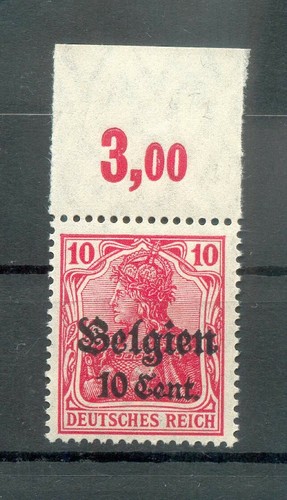 3,00
10 10
Belgien
10 Cent.
DEUTSCHES REICH